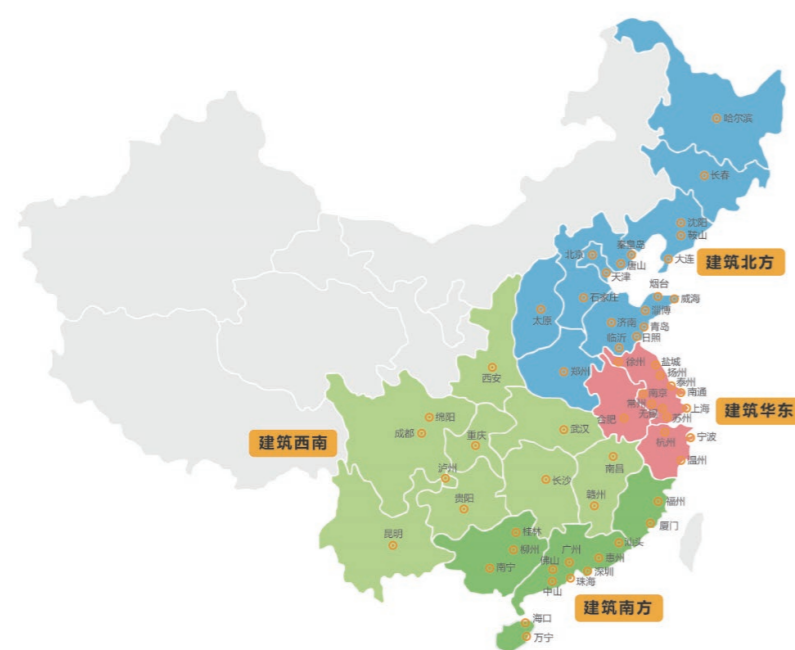 哈尔滨
长春
沈阳
鞍山
秦皇岛
北京
唐山
大连
建筑北方
天津
烟台
石家庄
威海
太原
淄博
济南
青岛
临沂
日照
徐州
盐城
郑州
扬州
西安
泰州
南京
南通
常州
上海
建筑华东
无锡
绵阳
合肥
苏州
武汉
成都
重庆
杭州
宁波
建筑西南
南昌
温州
泸州
长沙
贵阳
赣州
福州
厦门
昆明
桂林
汕头
柳州
广州
惠州
南宁
佛山
深圳
珠海
中山
建筑南方
海口
万宁